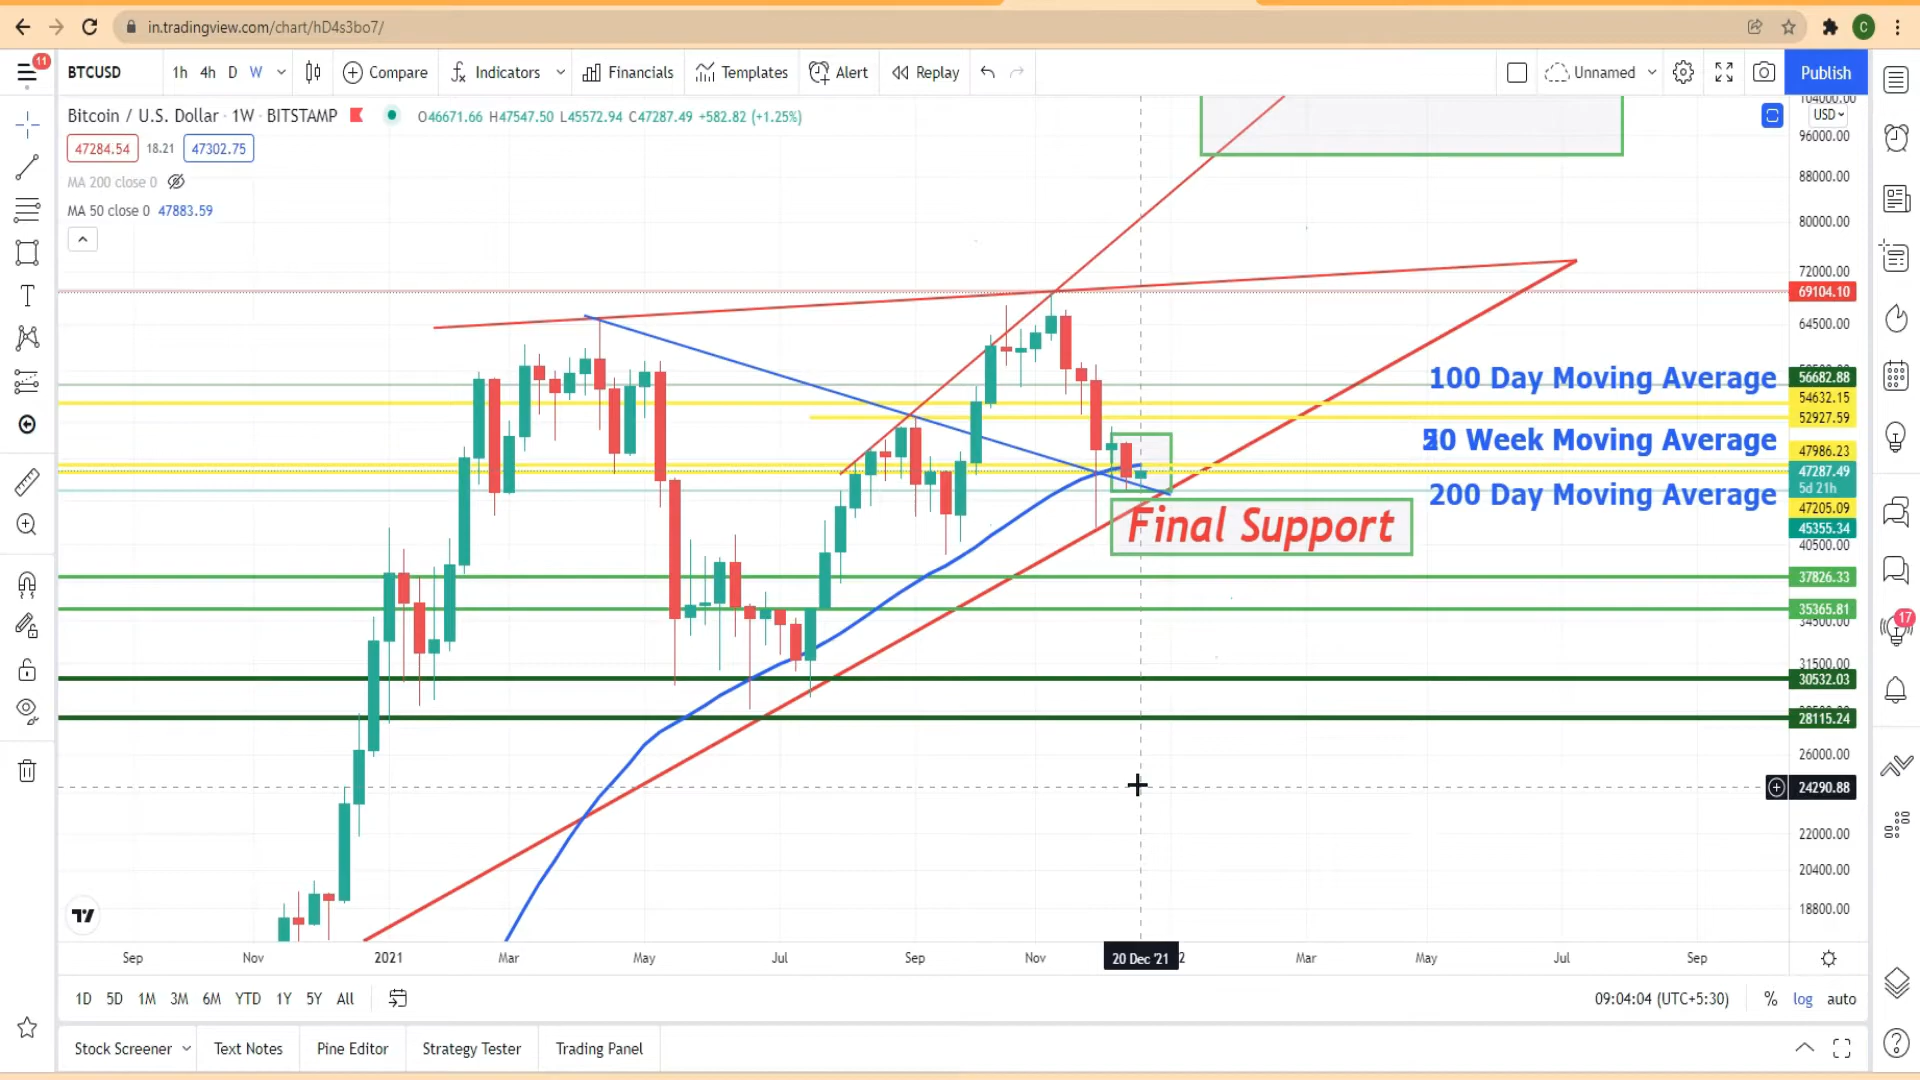 in.tradingview.com/chart/hD4s3bo7/
C
11
BTCUSD
1h 4h D W
Compare
Indicators
Financials
Templates
Alert
Replay
Unnamed
Publish
Bitcoin / U.S. Dollar · 1W · BITSTAMP
O46671.66 H47547.50 L45572.94 C47287.49 +582.82 (+1.25%)
47284.54 18.21 47302.75
MA 200 close 0
MA 50 close 0 47883.59
104000.00
USD
96000.00
88000.00
80000.00
72000.00
69104.10
64500.00
100 Day Moving Average
56682.88
54632.15
52927.59
Week Moving Average
47986.23
47287.49
5d 21h
200 Day Moving Average
47205.09
45355.34
Final Support
40500.00
37826.33
35365.81
34500.00
17
31500.00
30532.03
28115.24
26000.00
24290.88
22000.00
20400.00
18800.00
Sep Nov 2021 Mar May Jul Sep Nov 20 Dec '21 2 Mar May Jul Sep
1D 5D 1M 3M 6M YTD 1Y 5Y All
09:04:04 (UTC+5:30) % log auto
Stock Screener Text Notes Pine Editor Strategy Tester Trading Panel